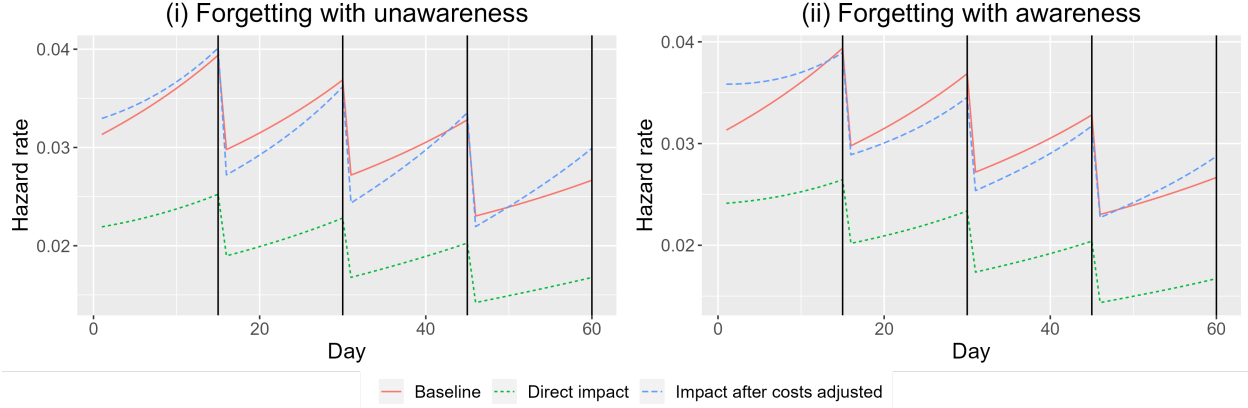 (i) Forgetting with unawareness
0.04
0.03
0.02
Hazard rate
0
20
40
60
Day
(ii) Forgetting with awareness
0.04
0.03
0.02
Hazard rate
0
20
40
60
Day
Baseline Direct impact Impact after costs adjusted